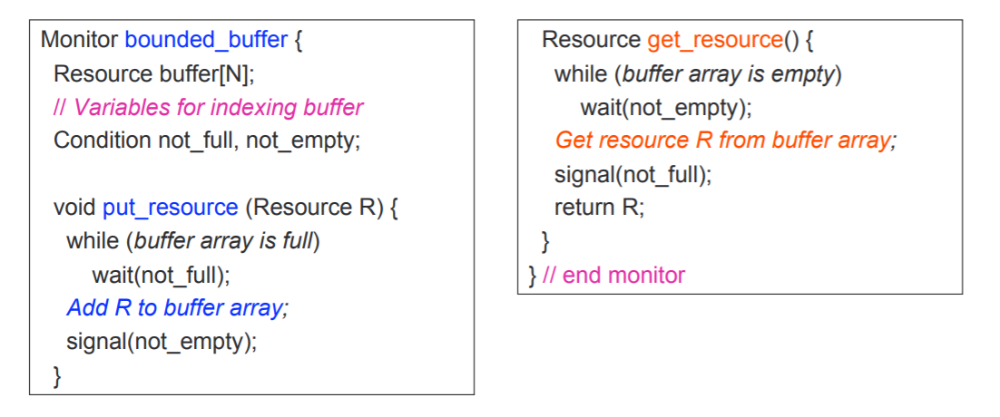 Monitor bounded_buffer {
Resource buffer[N];
// Variables for indexing buffer
Condition not_full, not_empty;
void put_resource (Resource R) {
while (buffer array is full)
wait(not_full);
Add R to buffer array;
signal(not_empty);
}
Resource get_resource() {
while (buffer array is empty)
wait(not_empty);
Get resource R from buffer array;
signal(not_full);
return R;
}
} // end monitor